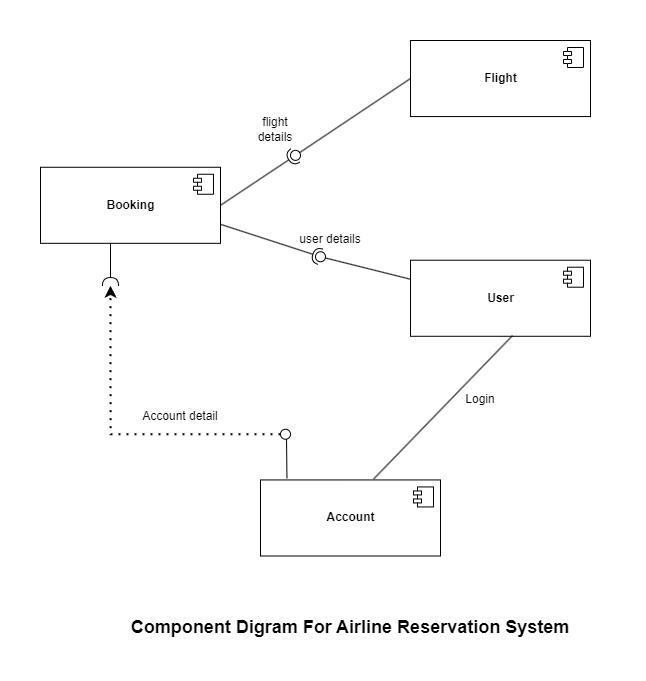 Flight
flight
details
Booking
user details
User
Login
Account detail
Account
Component Digram For Airline Reservation System